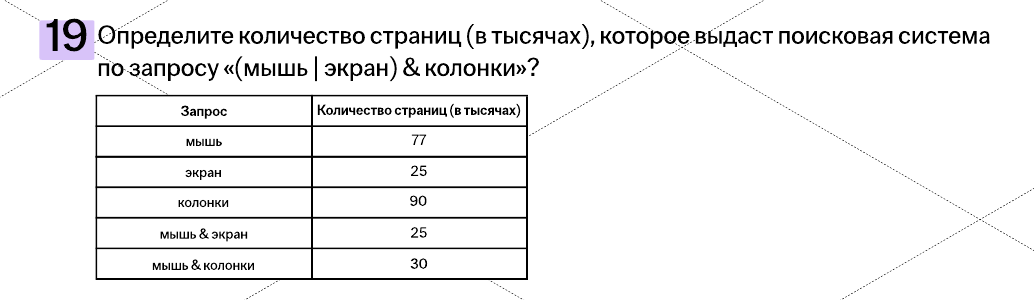 19 Определите количество страниц (в тысячах), которое выдаст поисковая система
по запросу «(мышь | экран) & колонки»?
Запрос Количество страниц (в тысячах)
мышь 77
экран 25
колонки 90
мышь & экран 25
мышь & колонки 30